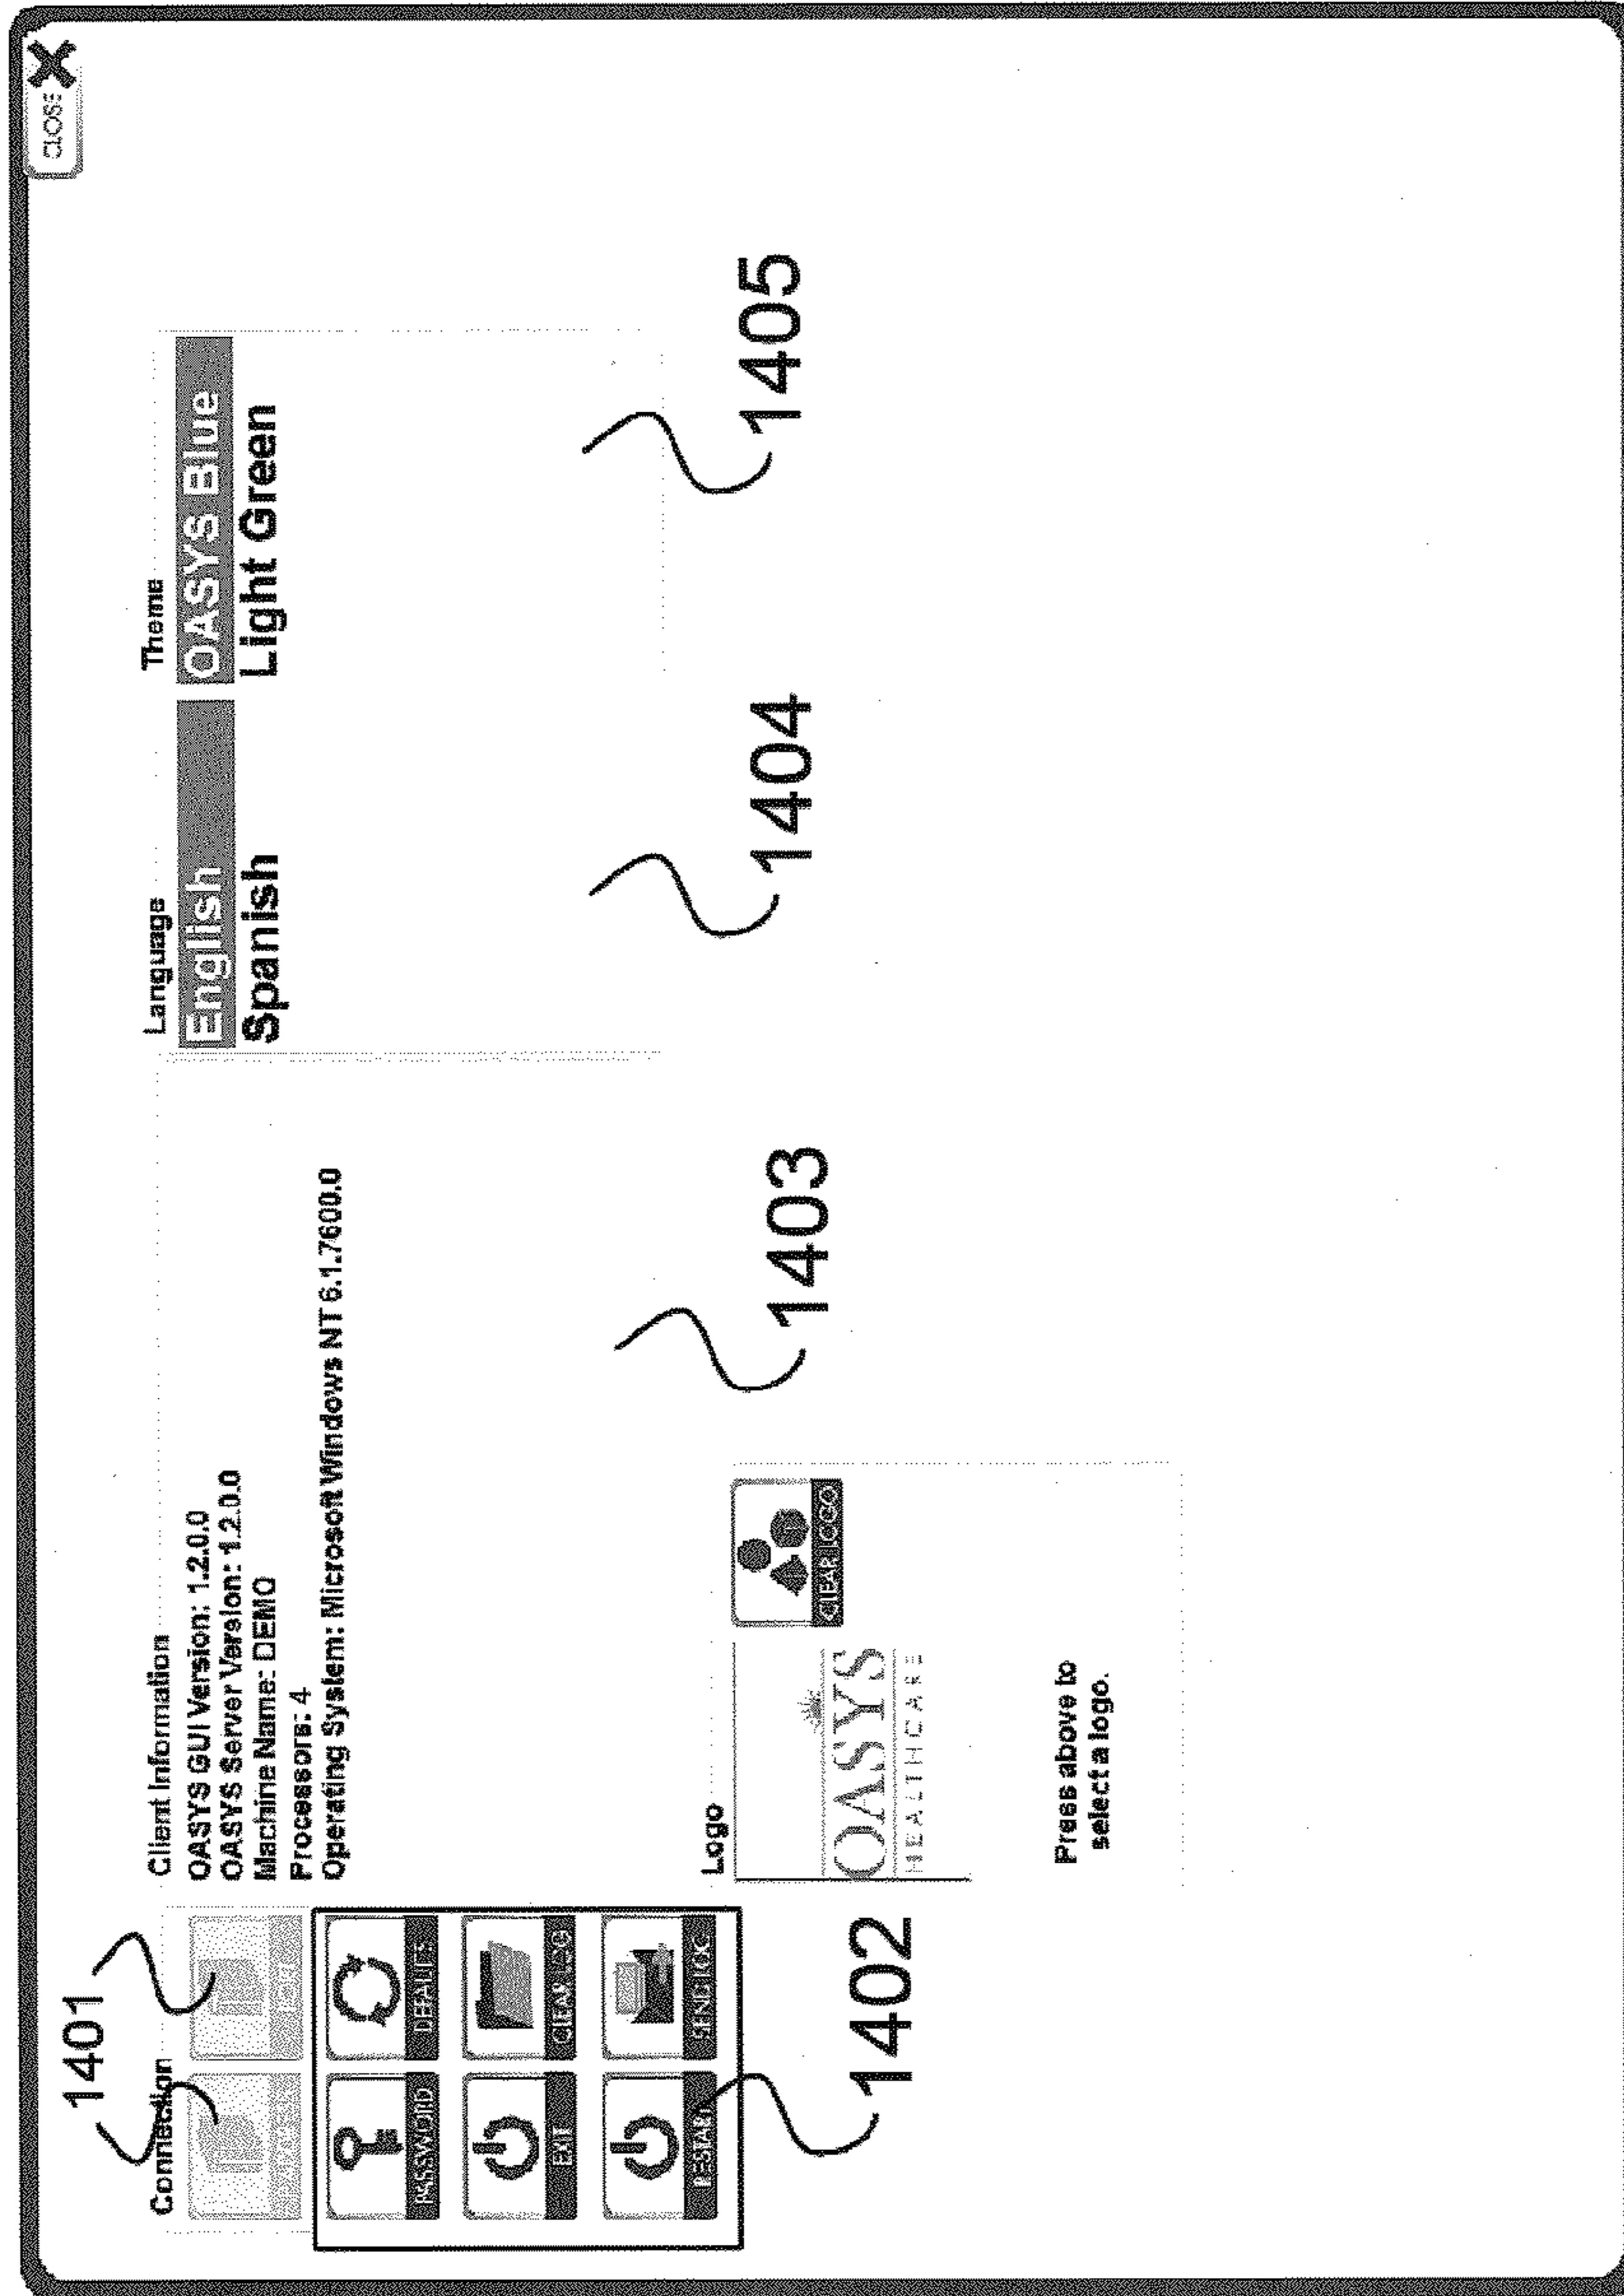 CLOSE
1401
Connection
PASSWORD
DEFAULTS
EXIT
CLEAR LOG
RESTART
SEND LOG
1402
Client Information
OASYS GUI Version: 1.2.0.0
OASYS Server Version: 1.2.0.0
Machine Name: DEMO
Processors: 4
Operating System: Microsoft Windows NT 6.1.7600.0
1403
Logo
OASYS
HEALTHCARE
CLEAR LOGO
Press above to
select a logo.
Language
English
Spanish
1404
Theme
OASYS Blue
Light Green
1405